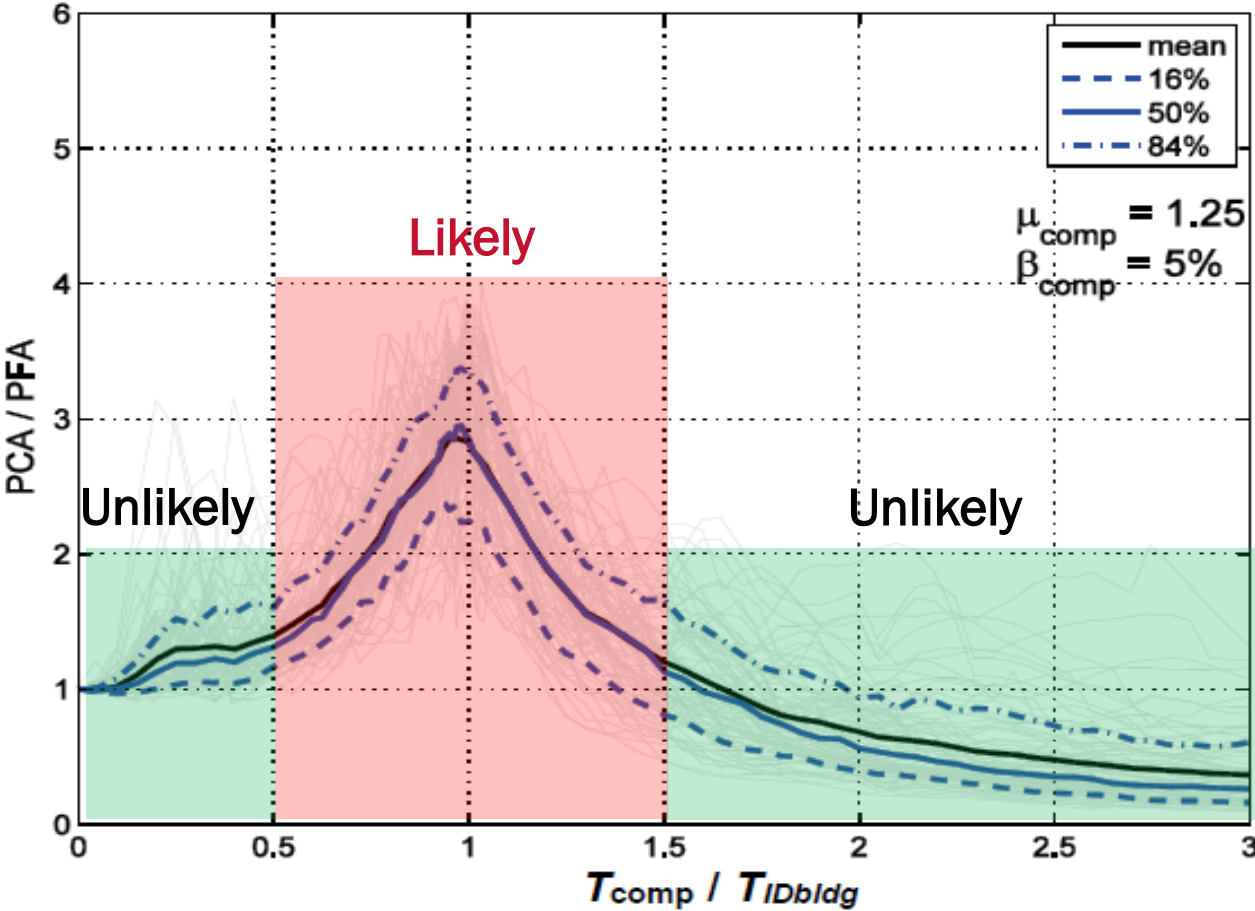 6
5
4
3
2
1
0
PCA / PFA
mean
16%
50%
84%
μcomp = 1.25
βcomp = 5%
Likely
Unlikely
Unlikely
0 0.5 1 1.5 2 2.5 3
Tcomp / TIDbldg